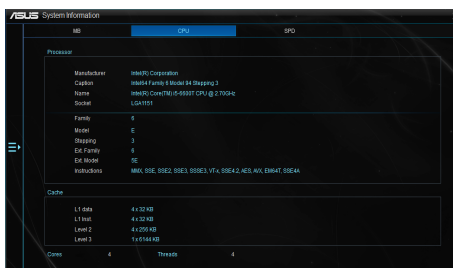 ASUS System Information
MB CPU SPD
Processor
Manufacturer Intel(R) Corporation
Caption Intel64 Family 6 Model 94 Stepping 3
Name Intel(R) Core(TM) i5-6600T CPU @ 2.70GHz
Socket LGA1151
Family 6
Model E
Stepping 3
Ext. Family 6
Ext. Model 5E
Instructions MMX, SSE, SSE2, SSE3, SSSE3, VT-x, SSE4.2, AES, AVX, EM64T, SSE4A
Cache
L1 data 4 x 32 KB
L1 Inst. 4 x 32 KB
Level 2 4 x 256 KB
Level 3 1 x 6144 KB
Cores 4 Threads 4